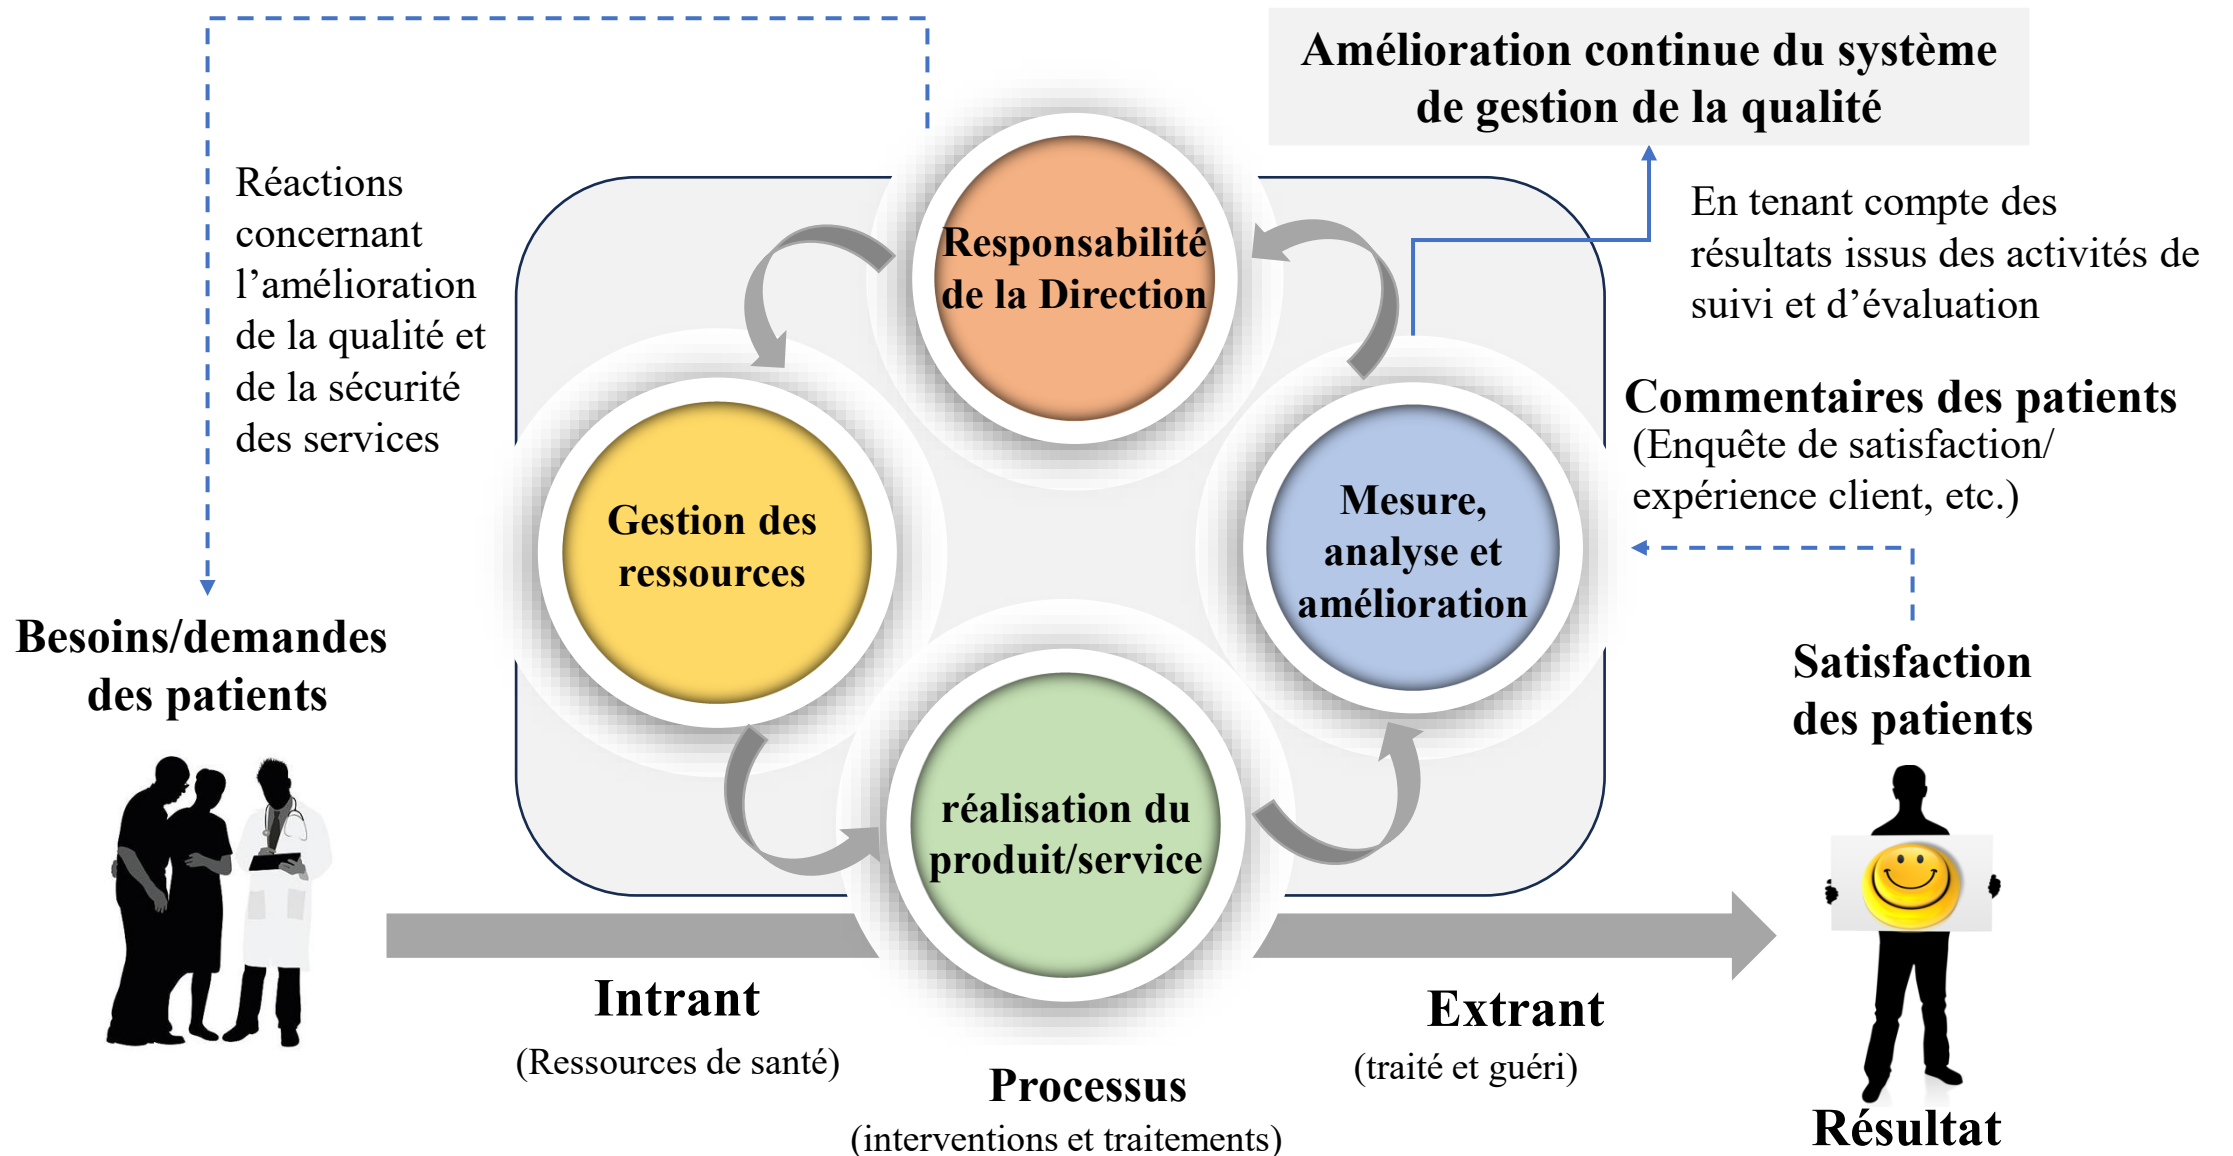 Amélioration continue du système
de gestion de la qualité
Réactions
concernant
l’amélioration
de la qualité et
de la sécurité
des services
En tenant compte des
résultats issus des activités de
suivi et d’évaluation
Responsabilité
de la Direction
Commentaires des patients
(Enquête de satisfaction/
expérience client, etc.)
Gestion des
ressources
Mesure,
analyse et
amélioration
Besoins/demandes
des patients
Satisfaction
des patients
réalisation du
produit/service
Intrant
(Ressources de santé)
Extrant
(traité et guéri)
Processus
(interventions et traitements)
Résultat